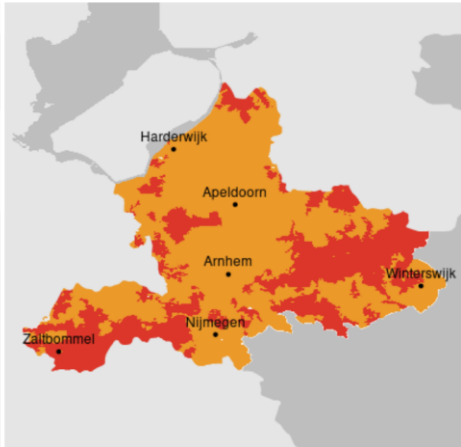 Harderwijk
Apeldoorn
Arnhem
Winterswijk
Nijmegen
Zaltbommel